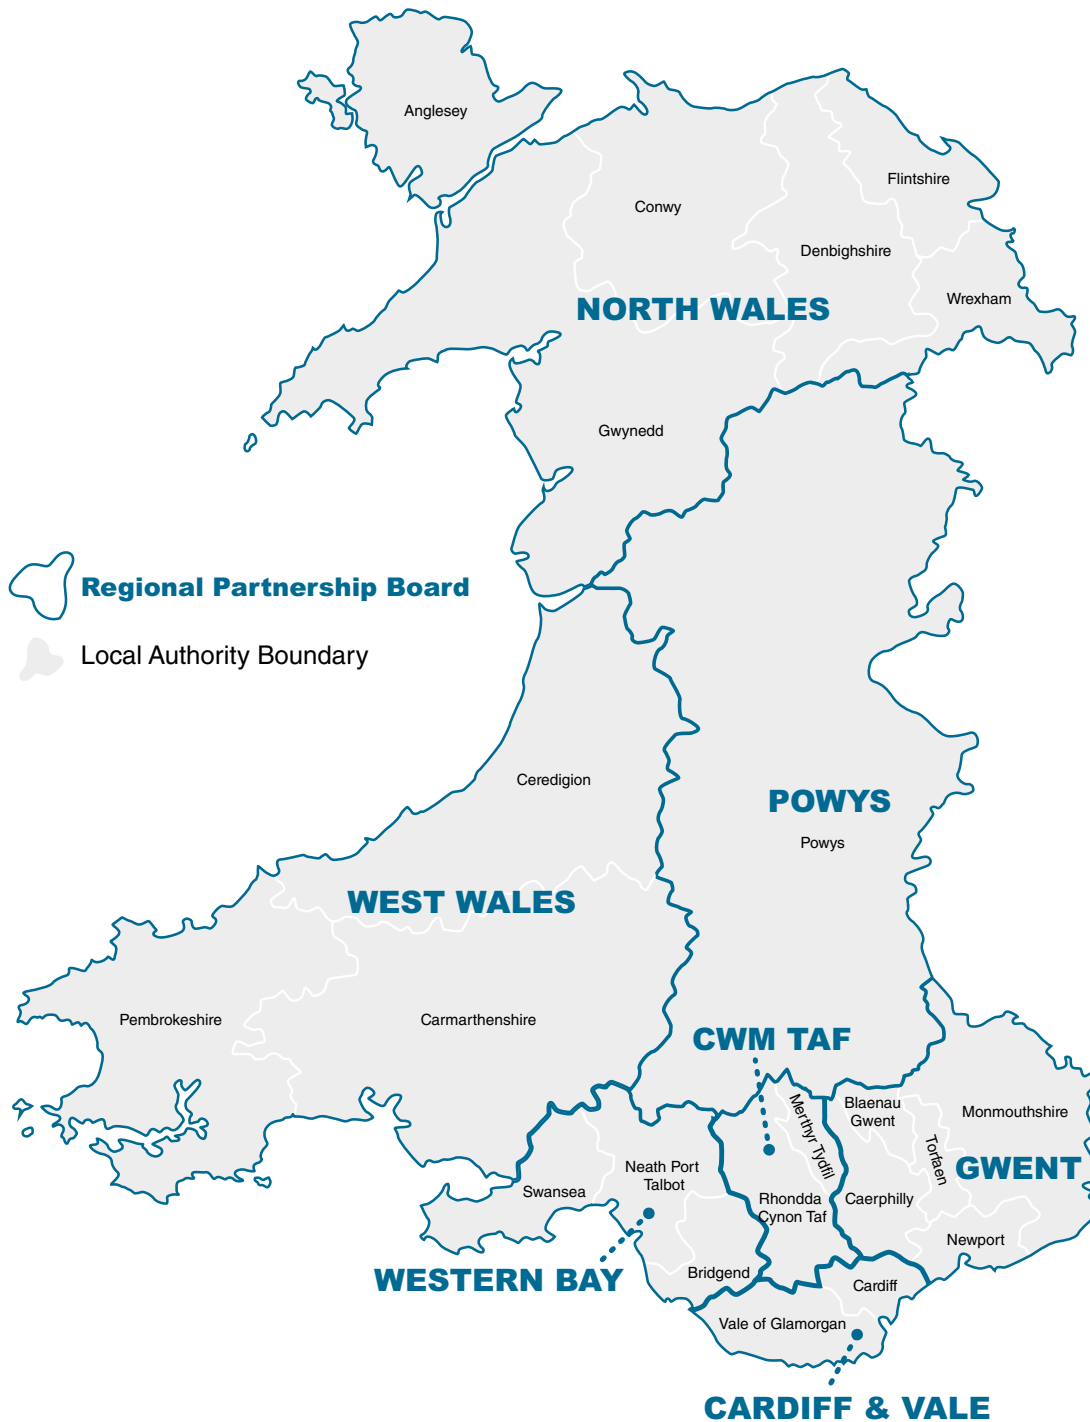 Anglesey
Flintshire
Conwy
Denbighshire
Wrexham
NORTH WALES
Gwynedd
Regional Partnership Board
Local Authority Boundary
Ceredigion
POWYS
Powys
WEST WALES
Pembrokeshire
Carmarthenshire
CWM TAF
Blaenau
Gwent
Merthyr Tydfil
Monmouthshire
Torfaen
GWENT
Neath Port
Talbot
Swansea
Rhondda
Cynon Taf
Caerphilly
Newport
WESTERN BAY
Bridgend
Cardiff
Vale of Glamorgan
CARDIFF & VALE